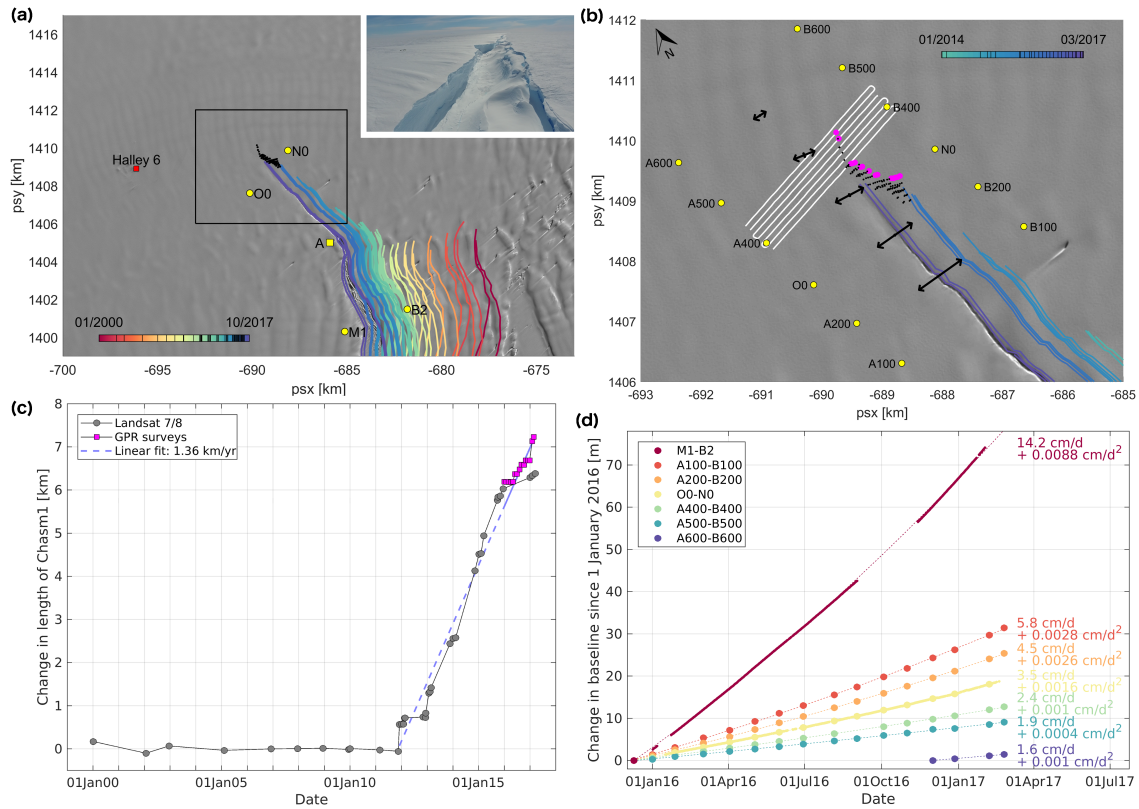 (a)
1416
1414
1412
1410
1408
1406
1404
1402
1400
psy [km]
Halley 6
N0
O0
A
B2
M1
01/2000
10/2017
-700
-695
-690
-685
-680
-675
psx [km]
(b)
1412
1411
1410
1409
1408
1407
1406
psy [km]
N
B600
01/2014
03/2017
B500
B400
N0
A600
B200
A500
B100
A400
O0
A200
A100
-693
-692
-691
-690
-689
-688
-687
-686
-685
psx [km]
(c)
8
7
6
5
4
3
2
1
0
Change in length of Chasm1 [km]
Landsat 7/8
GPR surveys
Linear fit: 1.36 km/yr
01Jan00
01Jan05
01Jan10
01Jan15
Date
(d)
70
60
50
40
30
20
10
0
Change in baseline since 1 January 2016 [m]
M1-B2
A100-B100
A200-B200
O0-N0
A400-B400
A500-B500
A600-B600
14.2 cm/d
+ 0.0088 cm/d²
5.8 cm/d
+ 0.0028 cm/d²
4.5 cm/d
+ 0.0026 cm/d²
3.5 cm/d
+ 0.0016 cm/d²
2.4 cm/d
+ 0.001 cm/d²
1.9 cm/d
+ 0.0004 cm/d²
1.6 cm/d
+ 0.001 cm/d²
01Jan16
01Apr16
01Jul16
01Oct16
01Jan17
01Apr17
01Jul17
Date